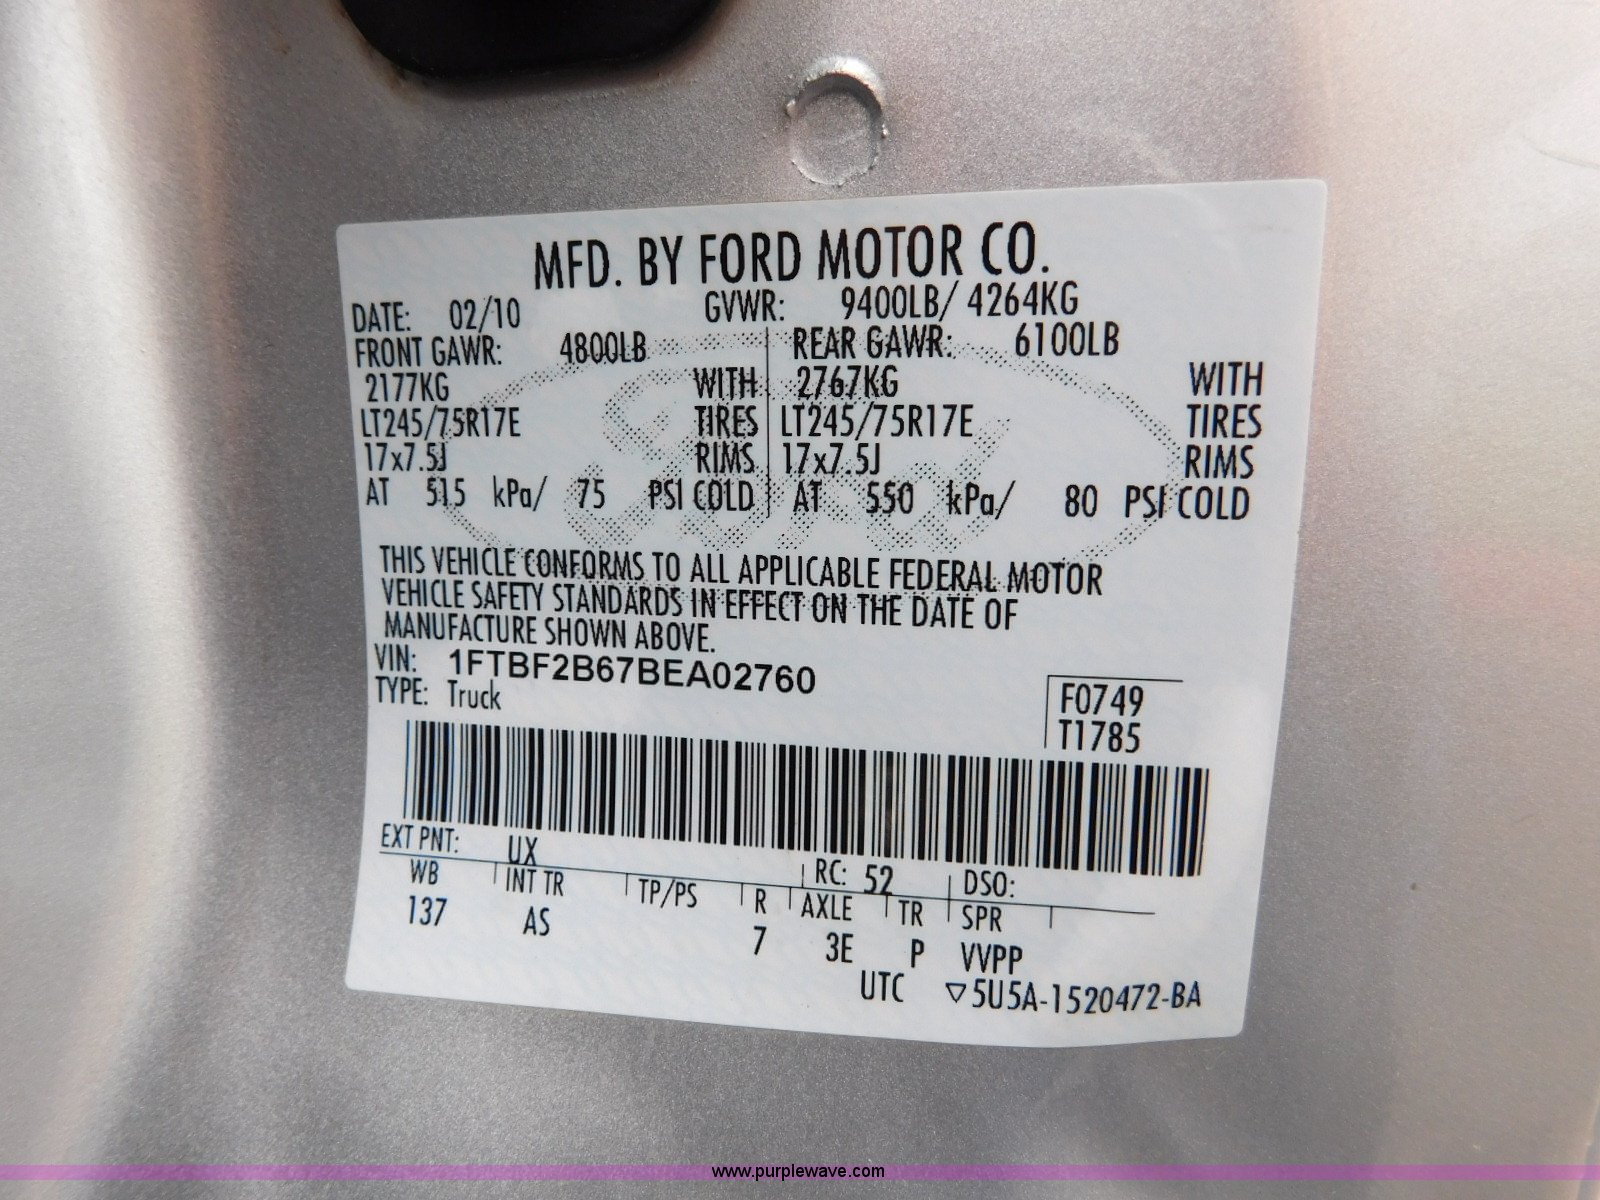 MFD. BY FORD MOTOR CO.
DATE: 02/10 GVWR: 9400LB/ 4264KG
FRONT GAWR: 4800LB REAR GAWR: 6100LB
2177KG WITH 2767KG WITH
LT245/75R17E TIRES LT245/75R17E TIRES
17x7.5J RIMS 17x7.5J RIMS
AT 515 kPa/ 75 PSI COLD AT 550 kPa/ 80 PSI COLD
Ford
THIS VEHICLE CONFORMS TO ALL APPLICABLE FEDERAL MOTOR
VEHICLE SAFETY STANDARDS IN EFFECT ON THE DATE OF
MANUFACTURE SHOWN ABOVE.
VIN: 1FTBF2B67BEA02760
TYPE: Truck
F0749
T1785
EXT PNT: UX RC: 52 DSO:
WB INT TR TP/PS R AXLE TR SPR
137 AS 7 3E P VVPP
UTC ▽5U5A-1520472-BA
www.purplewave.com